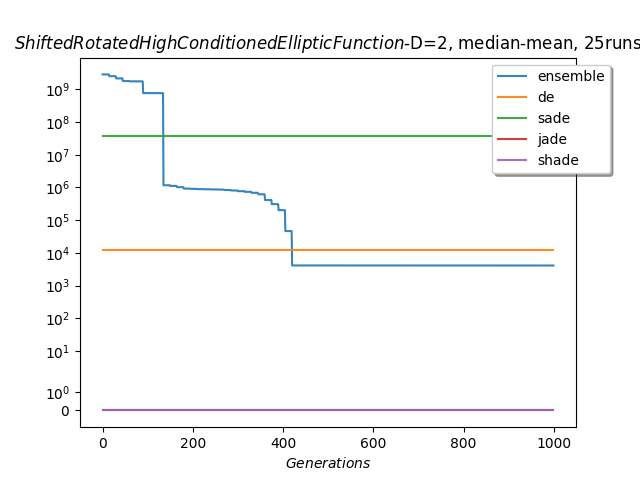 ShiftedRotatedHighConditionedEllipticFunction-D=2, median-mean, 25runs
ensemble
de
sade
jade
shade
10⁹
10⁸
10⁷
10⁶
10⁵
10⁴
10³
10²
10¹
10⁰
0
0 200 400 600 800 1000
Generations